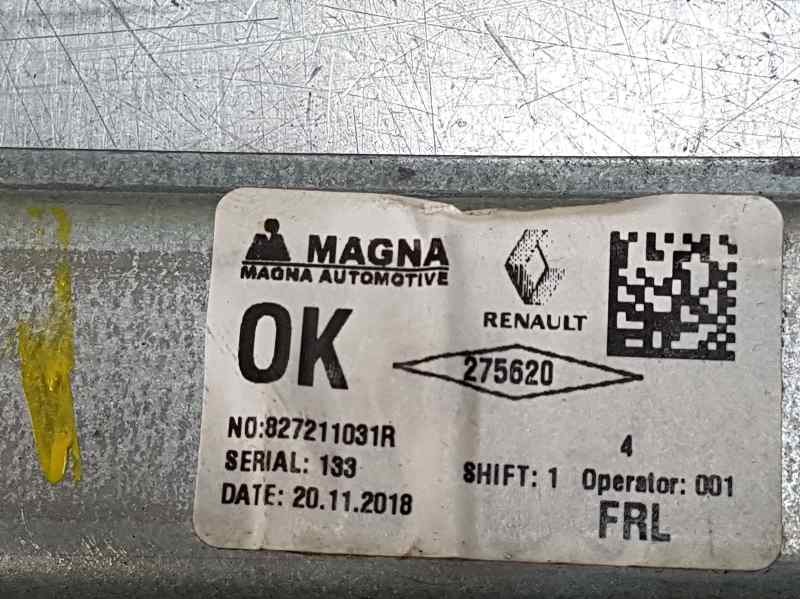 MAGNA
MAGNA AUTOMOTIVE
RENAULT
OK
275620
NO:827211031R
SERIAL: 133
DATE: 20.11.2018
4
SHIFT: 1 Operator: 001
FRL